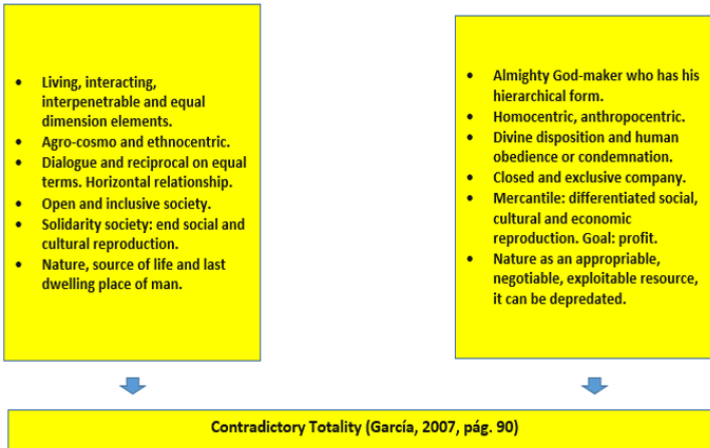 • Living, interacting,
interpenetrable and equal
dimension elements.
• Agro-cosmo and ethnocentric.
• Dialogue and reciprocal on equal
terms. Horizontal relationship.
• Open and inclusive society.
• Solidarity society: end social and
cultural reproduction.
• Nature, source of life and last
dwelling place of man.
• Almighty God-maker who has his
hierarchical form.
• Homocentric, anthropocentric.
• Divine disposition and human
obedience or condemnation.
• Closed and exclusive company.
• Mercantile: differentiated social,
cultural and economic
reproduction. Goal: profit.
• Nature as an appropriable,
negotiable, exploitable resource,
it can be depredated.
Contradictory Totality (García, 2007, pág. 90)